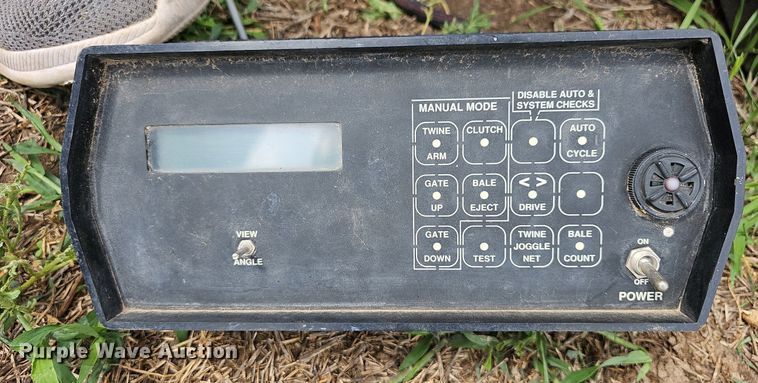 DISABLE AUTO &
SYSTEM CHECKS
MANUAL MODE
TWINE
ARM
CLUTCH
AUTO
CYCLE
GATE
UP
BALE
EJECT
< >
DRIVE
GATE
DOWN
TEST
TWINE
JOGGLE
NET
BALE
COUNT
VIEW
ANGLE
ON
OFF
POWER
Purple Wave Auction